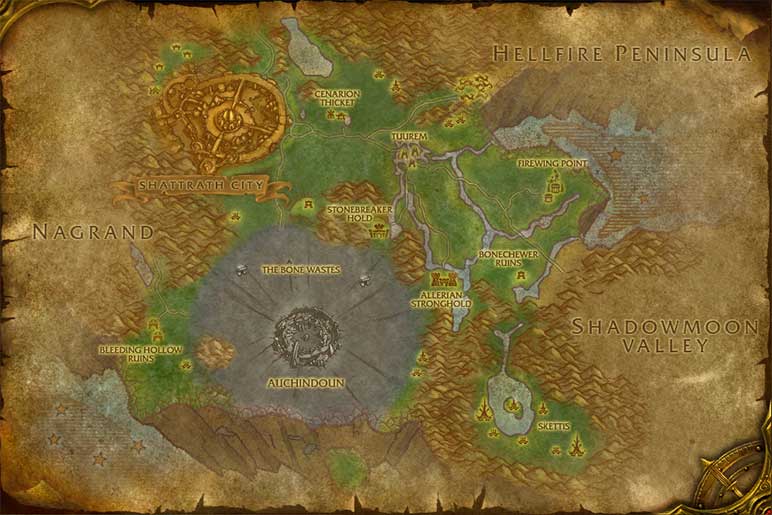 HELLFIRE PENINSULA
CENARION
THICKET
TUUREM
FIREWING POINT
SHATTRATH CITY
STONEBREAKER
HOLD
NAGRAND
BONECHEWER
RUINS
THE BONE WASTES
ALLERIAN
STRONGHOLD
SHADOWMOON
VALLEY
BLEEDING HOLLOW
RUINS
AUCHINDOUN
SKETTIS